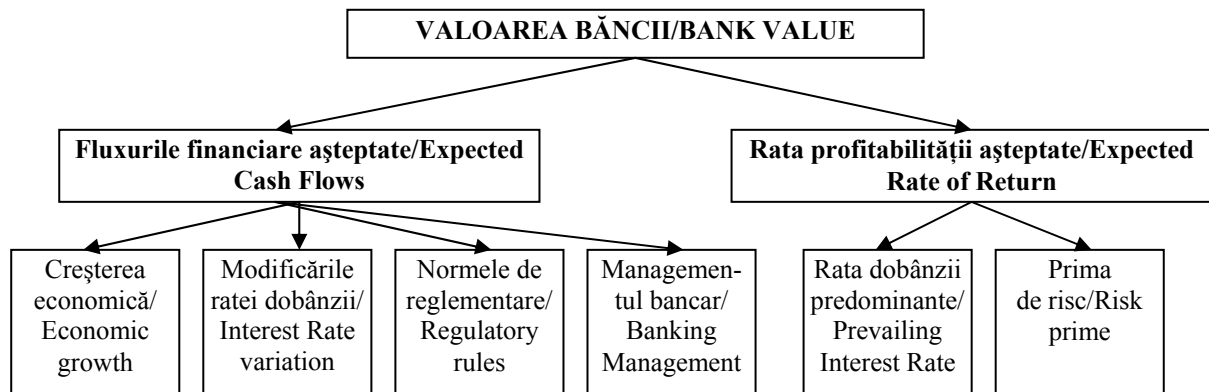 VALOAREA BĂNCII/BANK VALUE
Fluxurile financiare aşteptate/Expected
Cash Flows
Rata profitabilităţii aşteptate/Expected
Rate of Return
Creşterea
economică/
Economic
growth
Modificările
ratei dobânzii/
Interest Rate
variation
Normele de
reglementare/
Regulatory
rules
Managemen-
tul bancar/
Banking
Management
Rata dobânzii
predominante/
Prevailing
Interest Rate
Prima
de risc/Risk
prime